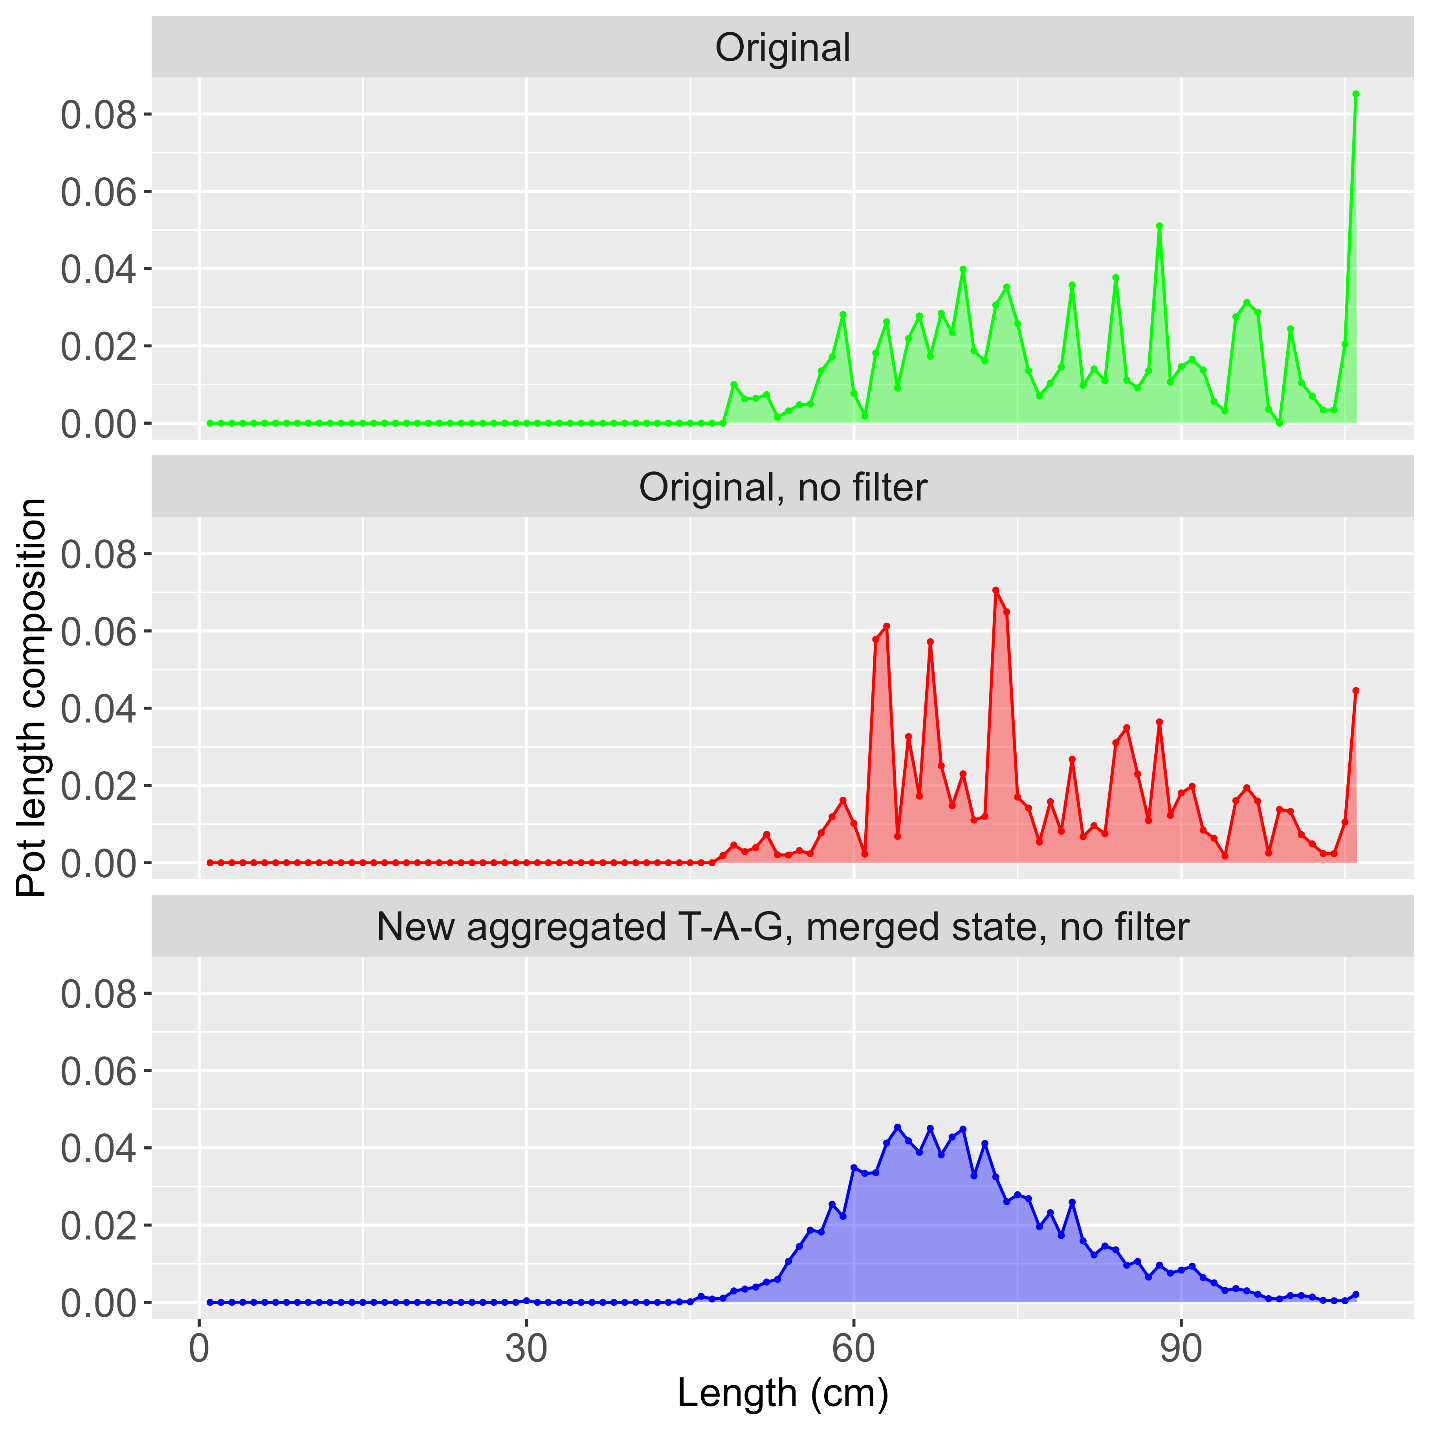 Original
0.08
0.06
0.04
0.02
0.00
Original, no filter
0.08
0.06
0.04
0.02
0.00
Pot length composition
New aggregated T-A-G, merged state, no filter
0.08
0.06
0.04
0.02
0.00
0 30 60 90
Length (cm)